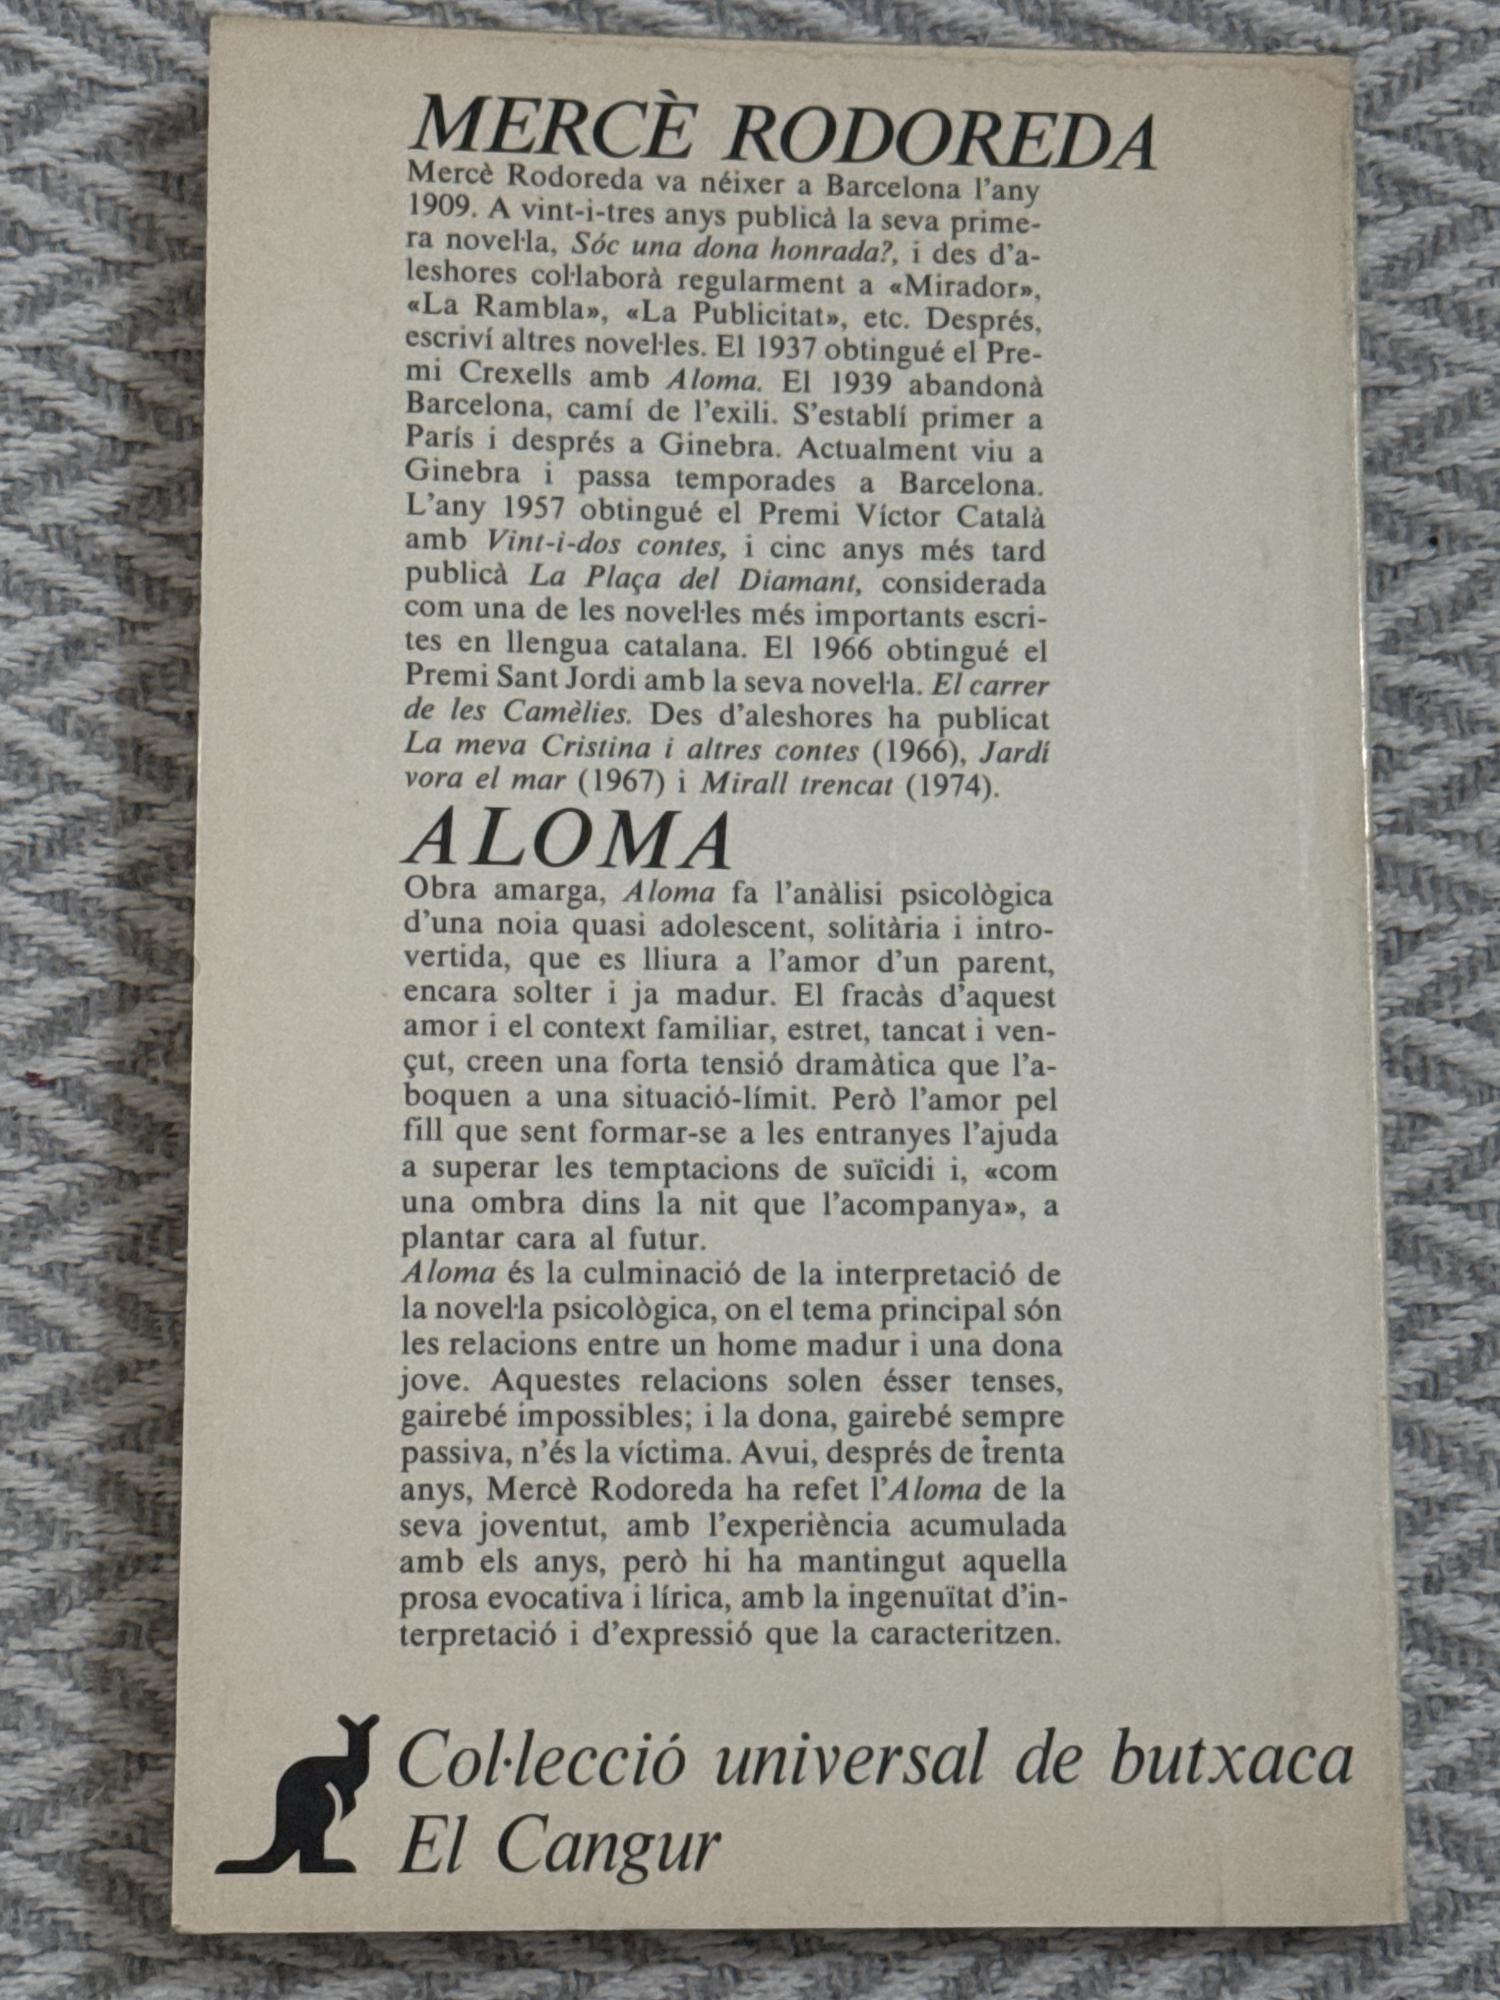 MERCÈ RODOREDA
Mercè Rodoreda va néixer a Barcelona l'any
1909. A vint-i-tres anys publicà la seva prime-
ra novel·la, Sóc una dona honrada?, i des d'a-
leshores col·laborà regularment a «Mirador»,
«La Rambla», «La Publicitat», etc. Després,
escriví altres novel·les. El 1937 obtingué el Pre-
mi Crexells amb Aloma. El 1939 abandonà
Barcelona, camí de l'exili. S'establí primer a
París i després a Ginebra. Actualment viu a
Ginebra i passa temporades a Barcelona.
L'any 1957 obtingué el Premi Víctor Català
amb Vint-i-dos contes, i cinc anys més tard
publicà La Plaça del Diamant, considerada
com una de les novel·les més importants escri-
tes en llengua catalana. El 1966 obtingué el
Premi Sant Jordi amb la seva novel·la. El carrer
de les Camèlies. Des d'aleshores ha publicat
La meva Cristina i altres contes (1966), Jardí
vora el mar (1967) i Mirall trencat (1974).
ALOMA
Obra amarga, Aloma fa l'anàlisi psicològica
d'una noia quasi adolescent, solitària i intro-
vertida, que es lliura a l'amor d'un parent,
encara solter i ja madur. El fracàs d'aquest
amor i el context familiar, estret, tancat i ven-
çut, creen una forta tensió dramàtica que l'a-
boquen a una situació-límit. Però l'amor pel
fill que sent formar-se a les entranyes l'ajuda
a superar les temptacions de suïcidi i, «com
una ombra dins la nit que l'acompanya», a
plantar cara al futur.
Aloma és la culminació de la interpretació de
la novel·la psicològica, on el tema principal són
les relacions entre un home madur i una dona
jove. Aquestes relacions solen ésser tenses,
gairebé impossibles; i la dona, gairebé sempre
passiva, n'és la víctima. Avui, després de trenta
anys, Mercè Rodoreda ha refet l'Aloma de la
seva joventut, amb l'experiència acumulada
amb els anys, però hi ha mantingut aquella
prosa evocativa i lírica, amb la ingenuïtat d'in-
terpretació i d'expressió que la caracteritzen.
Col·lecció universal de butxaca
El Cangur